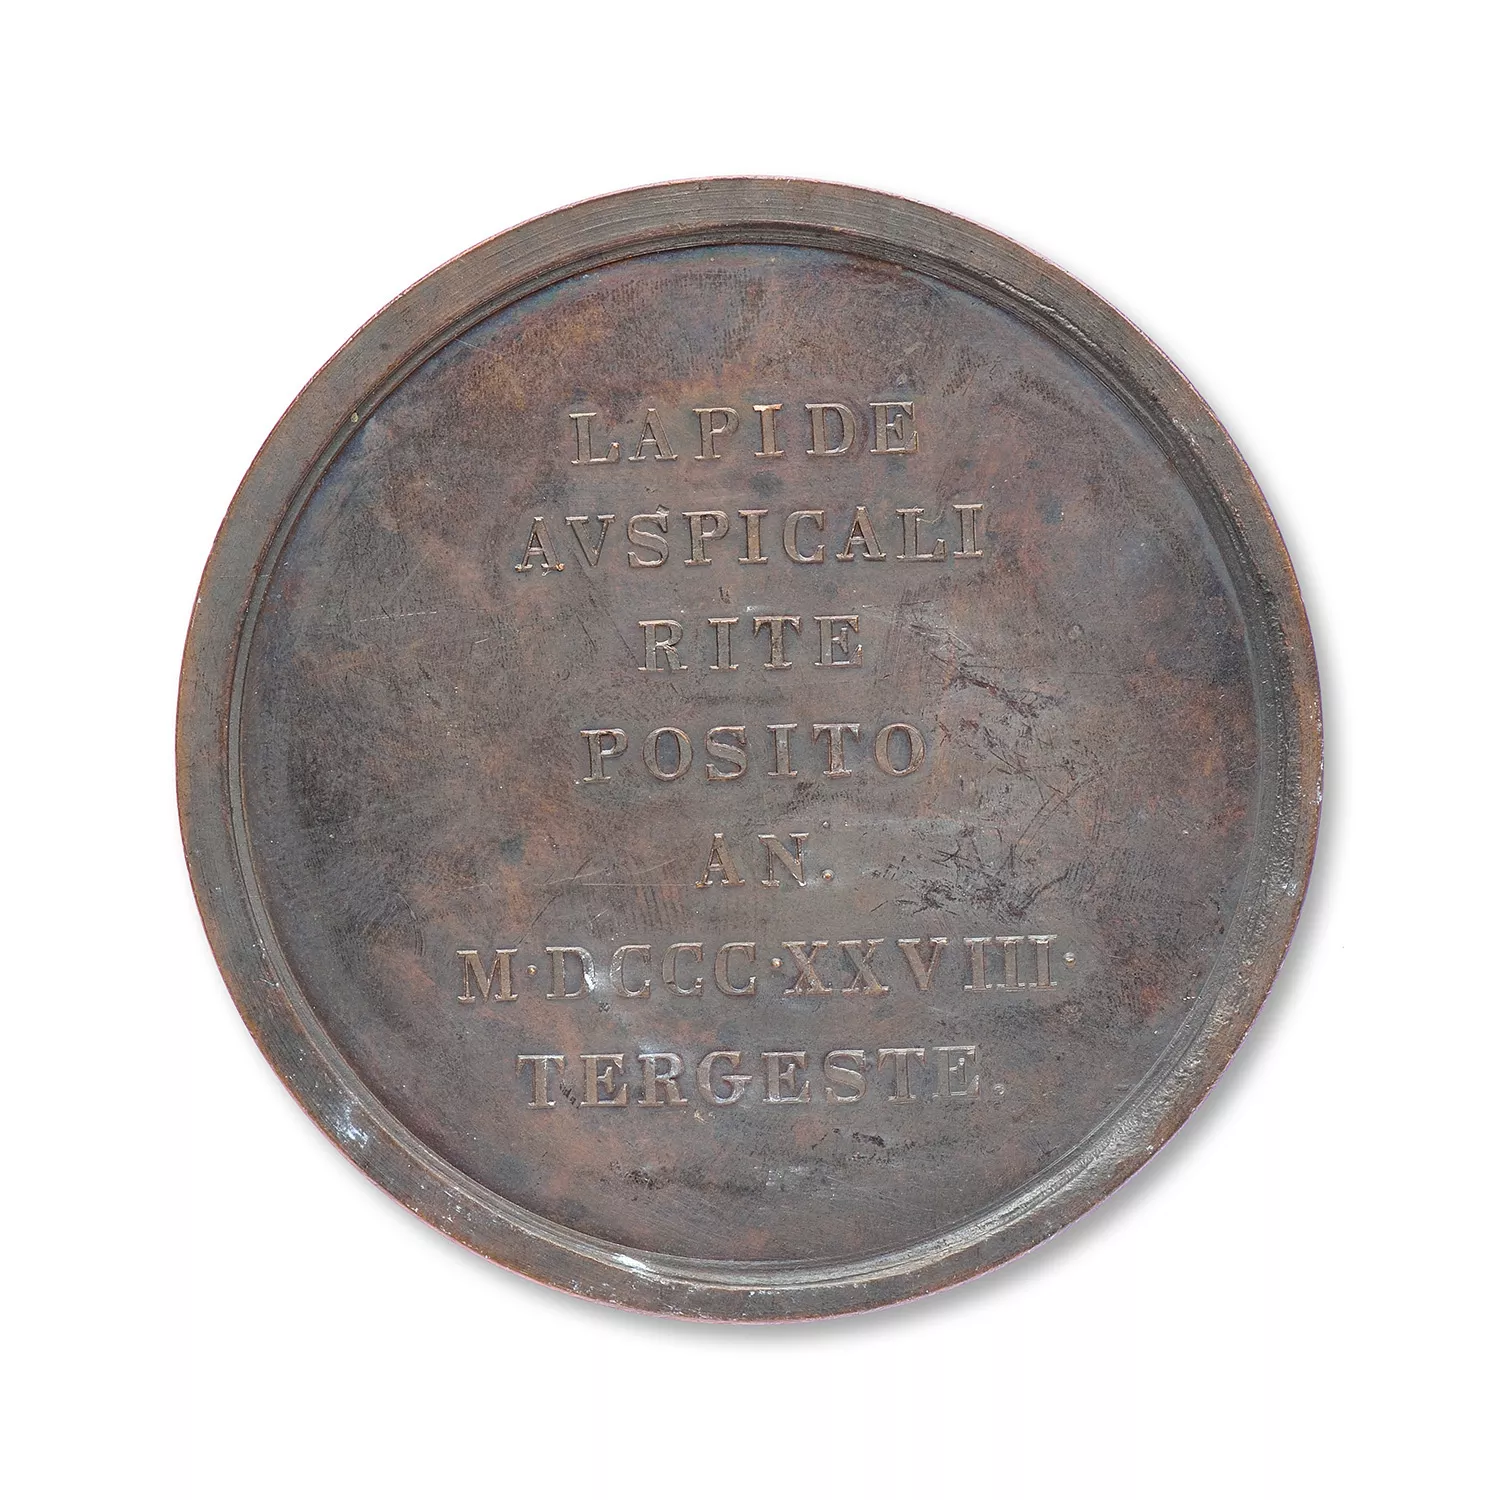 LAPIDE
AVSPICALI
RITE
POSITO
AN.
M·DCCC·XXVIII·
TERGESTE.